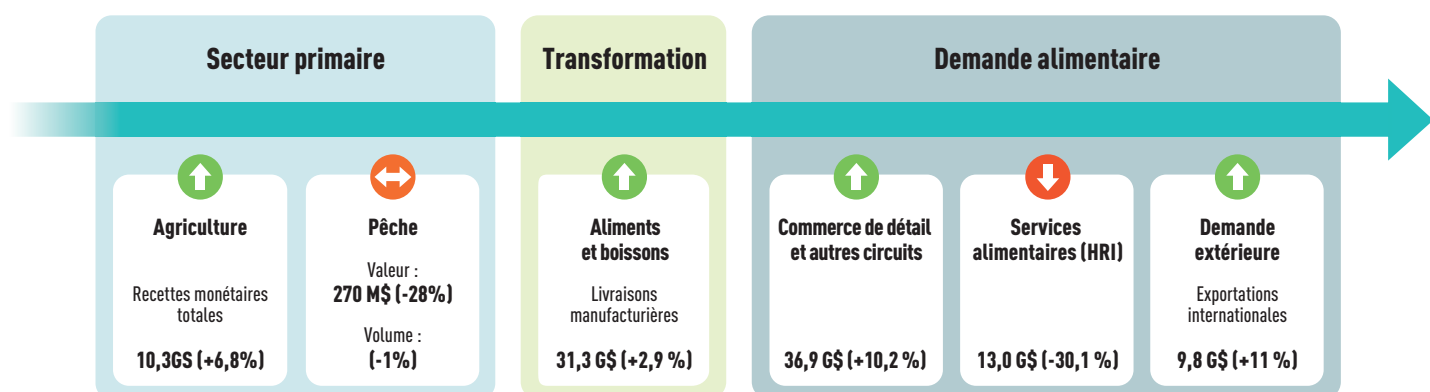 Secteur primaire
Transformation
Demande alimentaire
Agriculture
Recettes monétaires
totales
10,3GS (+6,8%)
Pêche
Valeur :
270 M$ (-28%)
Volume :
(-1%)
Aliments
et boissons
Livraisons
manufacturières
31,3 G$ (+2,9 %)
Commerce de détail
et autres circuits
36,9 G$ (+10,2 %)
Services
alimentaires (HRI)
13,0 G$ (-30,1 %)
Demande
extérieure
Exportations
internationales
9,8 G$ (+11 %)